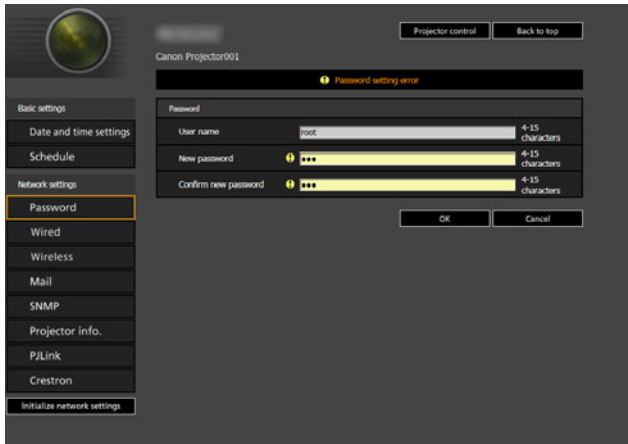 Projector control
Back to top
Canon Projector001
Password setting error
Basic settings
Date and time settings
Schedule
Network settings
Password
Wired
Wireless
Mail
SNMP
Projector info.
PJLink
Crestron
Initialize network settings
Password
User name
root
4-15 characters
New password
•••
4-15 characters
Confirm new password
•••
4-15 characters
OK
Cancel